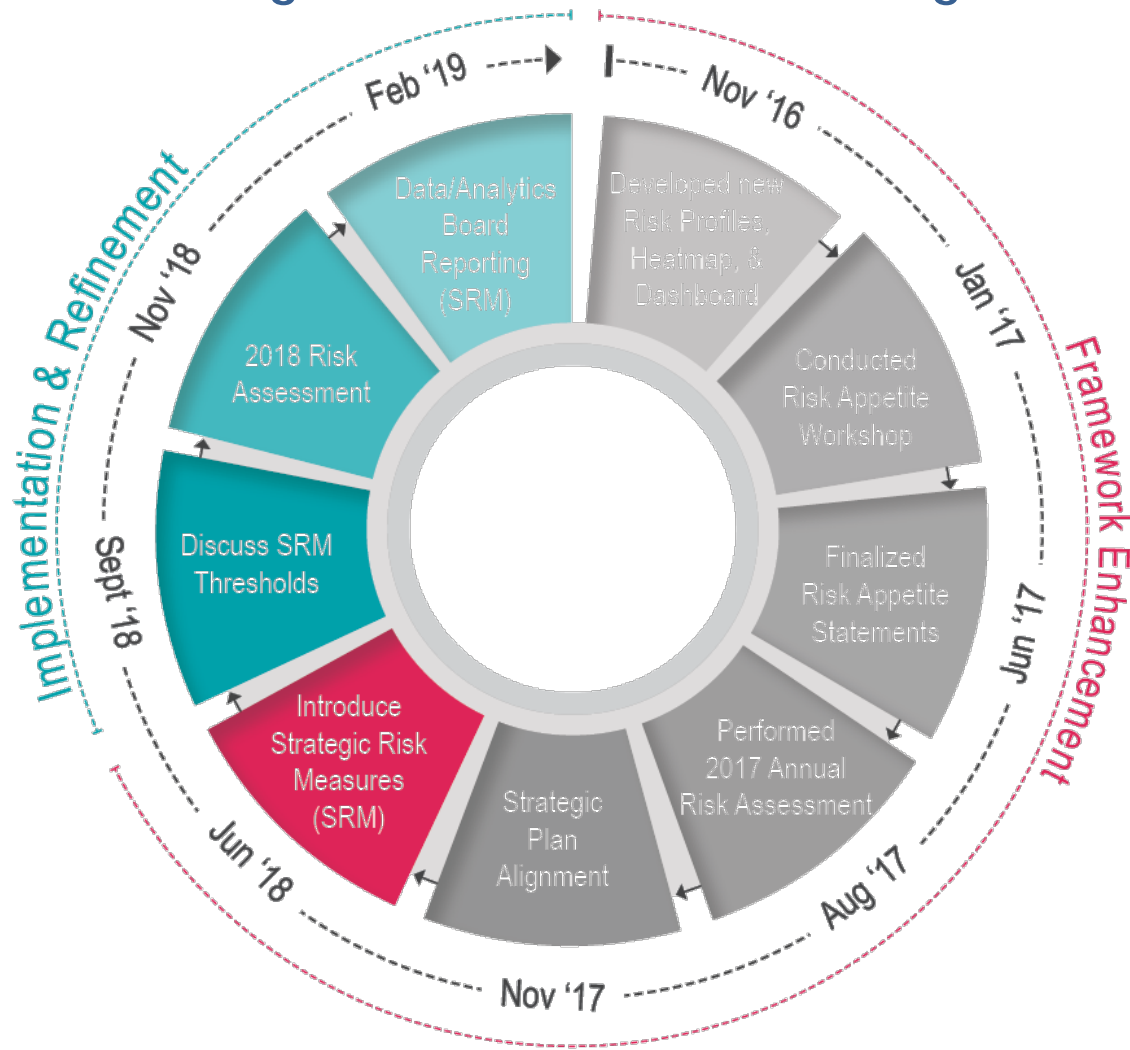 Nov ‘16
Developed new
Risk Profiles,
Heatmap, &
Dashboard
Jan ‘17
Conducted
Risk Appetite
Workshop
Jun ‘17
Finalized
Risk Appetite
Statements
Aug ‘17
Performed
2017 Annual
Risk Assessment
Nov ‘17
Strategic
Plan
Alignment
Jun ‘18
Introduce
Strategic Risk
Measures
(SRM)
Sept ‘18
Discuss SRM
Thresholds
Nov ‘18
2018 Risk
Assessment
Feb ‘19
Data/Analytics
Board
Reporting
(SRM)
Framework Enhancement
Implementation & Refinement